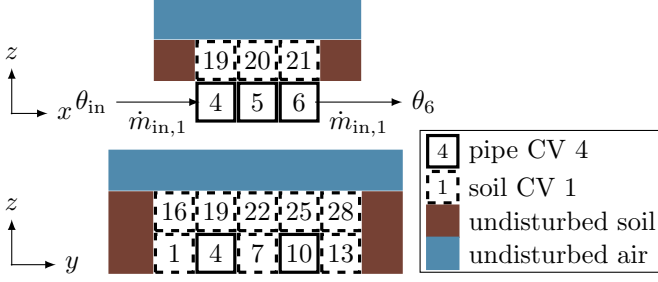 z
x
19 20 21
θin 4 5 6 θ6
ṁin,1 ṁin,1
z
y
16 19 22 25 28
1 4 7 10 13
4 pipe CV 4
1 soil CV 1
undisturbed soil
undisturbed air